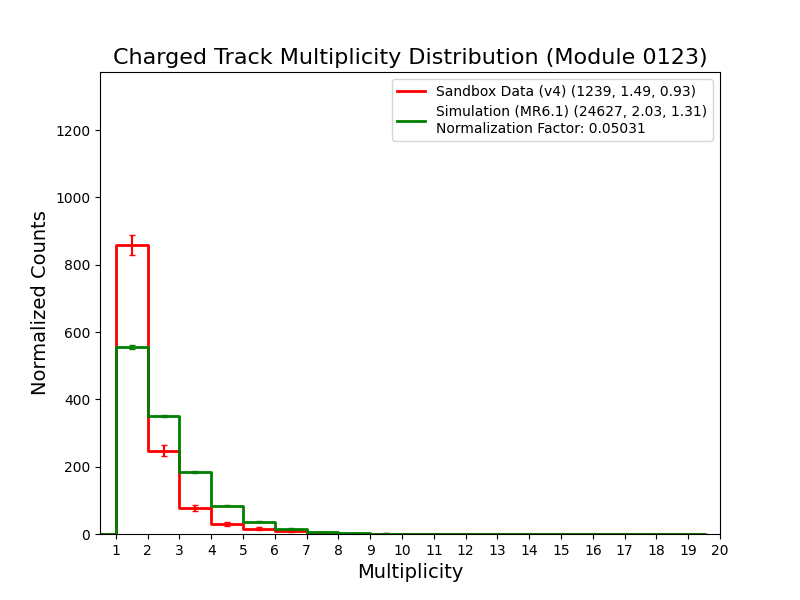 Charged Track Multiplicity Distribution (Module 0123)
Sandbox Data (v4) (1239, 1.49, 0.93)
Simulation (MR6.1) (24627, 2.03, 1.31)
Normalization Factor: 0.05031
Normalized Counts
1200
1000
800
600
400
200
0
1 2 3 4 5 6 7 8 9 10 11 12 13 14 15 16 17 18 19 20
Multiplicity